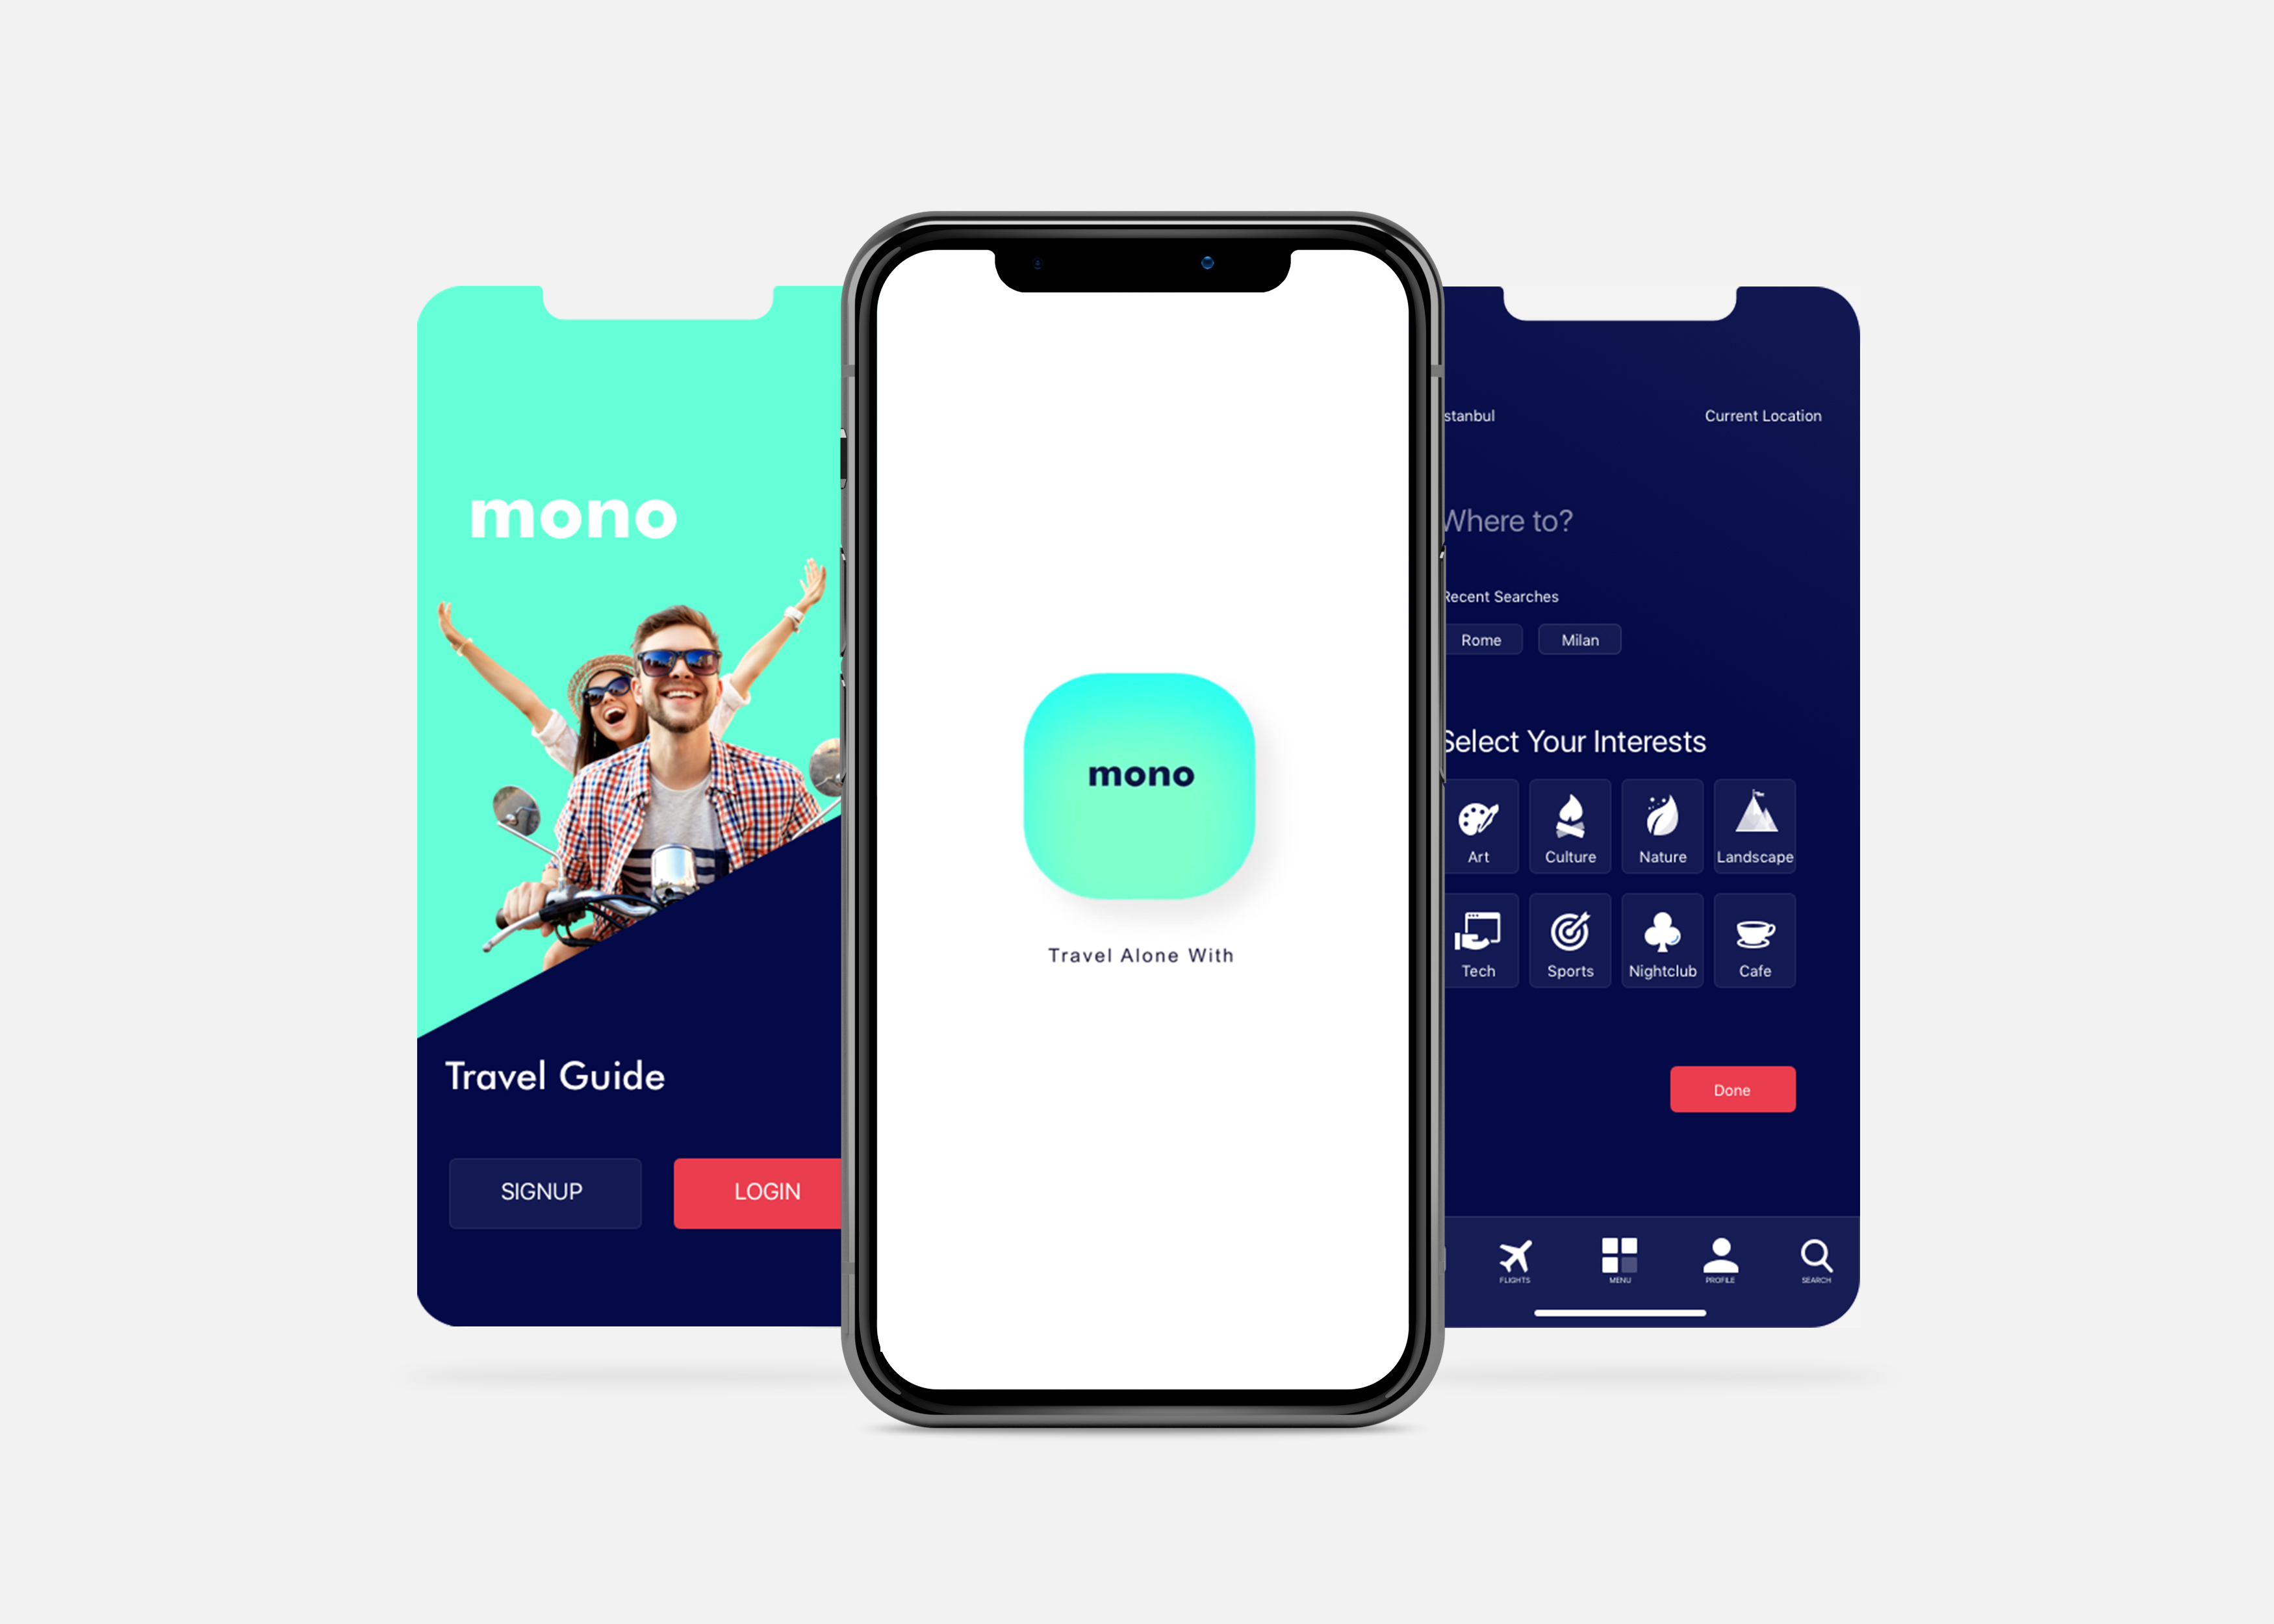 mono
Travel Guide
SIGNUP
LOGIN
mono
Travel Alone With
stanbul
Current Location
Where to?
Recent Searches
Rome
Milan
Select Your Interests
Art
Culture
Nature
Landscape
Tech
Sports
Nightclub
Cafe
Done
FLIGHTS
MENU
PROFILE
SEARCH